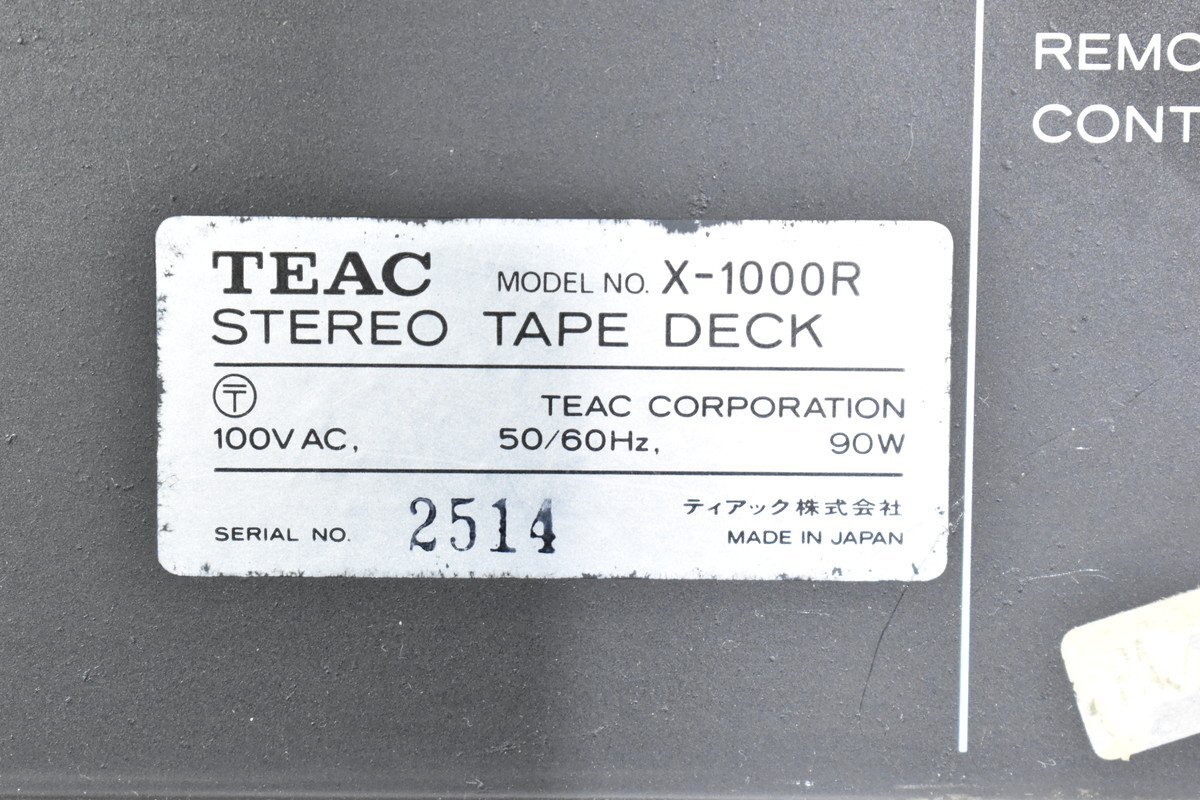 TEAC MODEL NO. X-1000R
STEREO TAPE DECK
〒
TEAC CORPORATION
100V AC, 50/60Hz, 90W
SERIAL NO. 2514
ティアック株式会社
MADE IN JAPAN
REMO
CONT